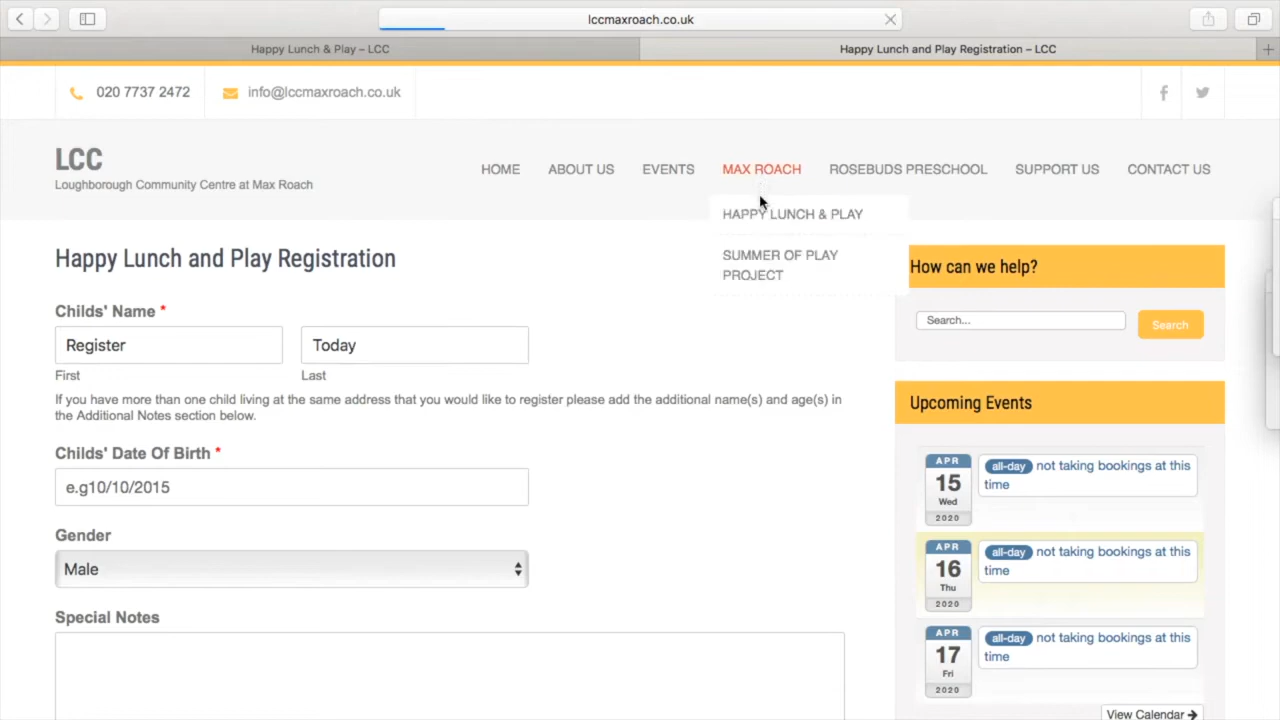 lccmaxroach.co.uk
Happy Lunch & Play – LCC
Happy Lunch and Play Registration – LCC
020 7737 2472
info@lccmaxroach.co.uk
LCC
Loughborough Community Centre at Max Roach
HOME
ABOUT US
EVENTS
MAX ROACH
ROSEBUDS PRESCHOOL
SUPPORT US
CONTACT US
HAPPY LUNCH & PLAY
SUMMER OF PLAY
PROJECT
Happy Lunch and Play Registration
Childs' Name *
Register
Today
First
Last
If you have more than one child living at the same address that you would like to register please add the additional name(s) and age(s) in
the Additional Notes section below.
Childs' Date Of Birth *
e.g10/10/2015
Gender
Male
Special Notes
How can we help?
Search...
Search
Upcoming Events
APR
15
Wed
2020
all-day not taking bookings at this
time
APR
16
Thu
2020
all-day not taking bookings at this
time
APR
17
Fri
2020
all-day not taking bookings at this
time
View Calendar